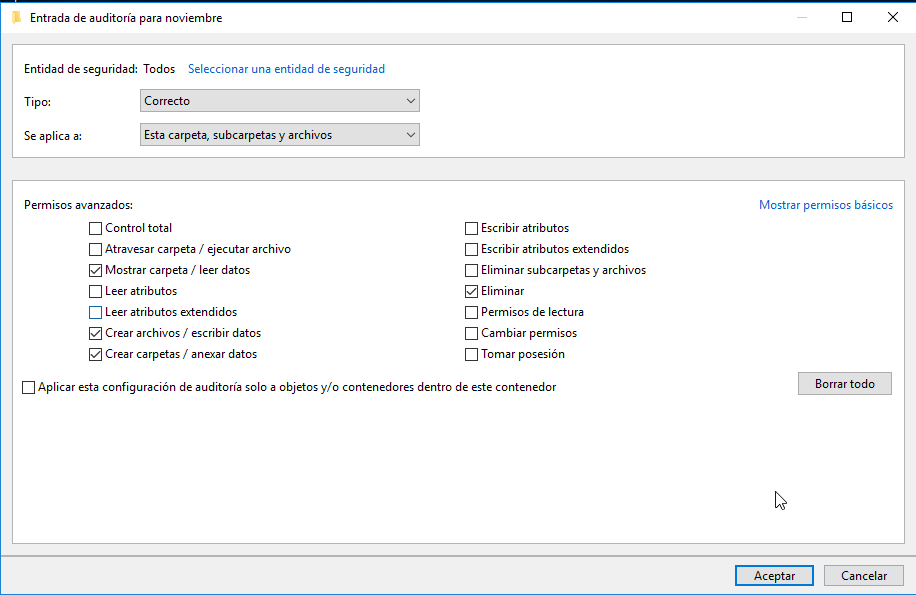 Entrada de auditoría para noviembre
Entidad de seguridad: Todos Seleccionar una entidad de seguridad
Tipo: Correcto
Se aplica a: Esta carpeta, subcarpetas y archivos
Permisos avanzados: Mostrar permisos básicos
Control total Escribir atributos
Atravesar carpeta / ejecutar archivo Escribir atributos extendidos
Mostrar carpeta / leer datos Eliminar subcarpetas y archivos
Leer atributos Eliminar
Leer atributos extendidos Permisos de lectura
Crear archivos / escribir datos Cambiar permisos
Crear carpetas / anexar datos Tomar posesión
Aplicar esta configuración de auditoría solo a objetos y/o contenedores dentro de este contenedor Borrar todo
Aceptar Cancelar